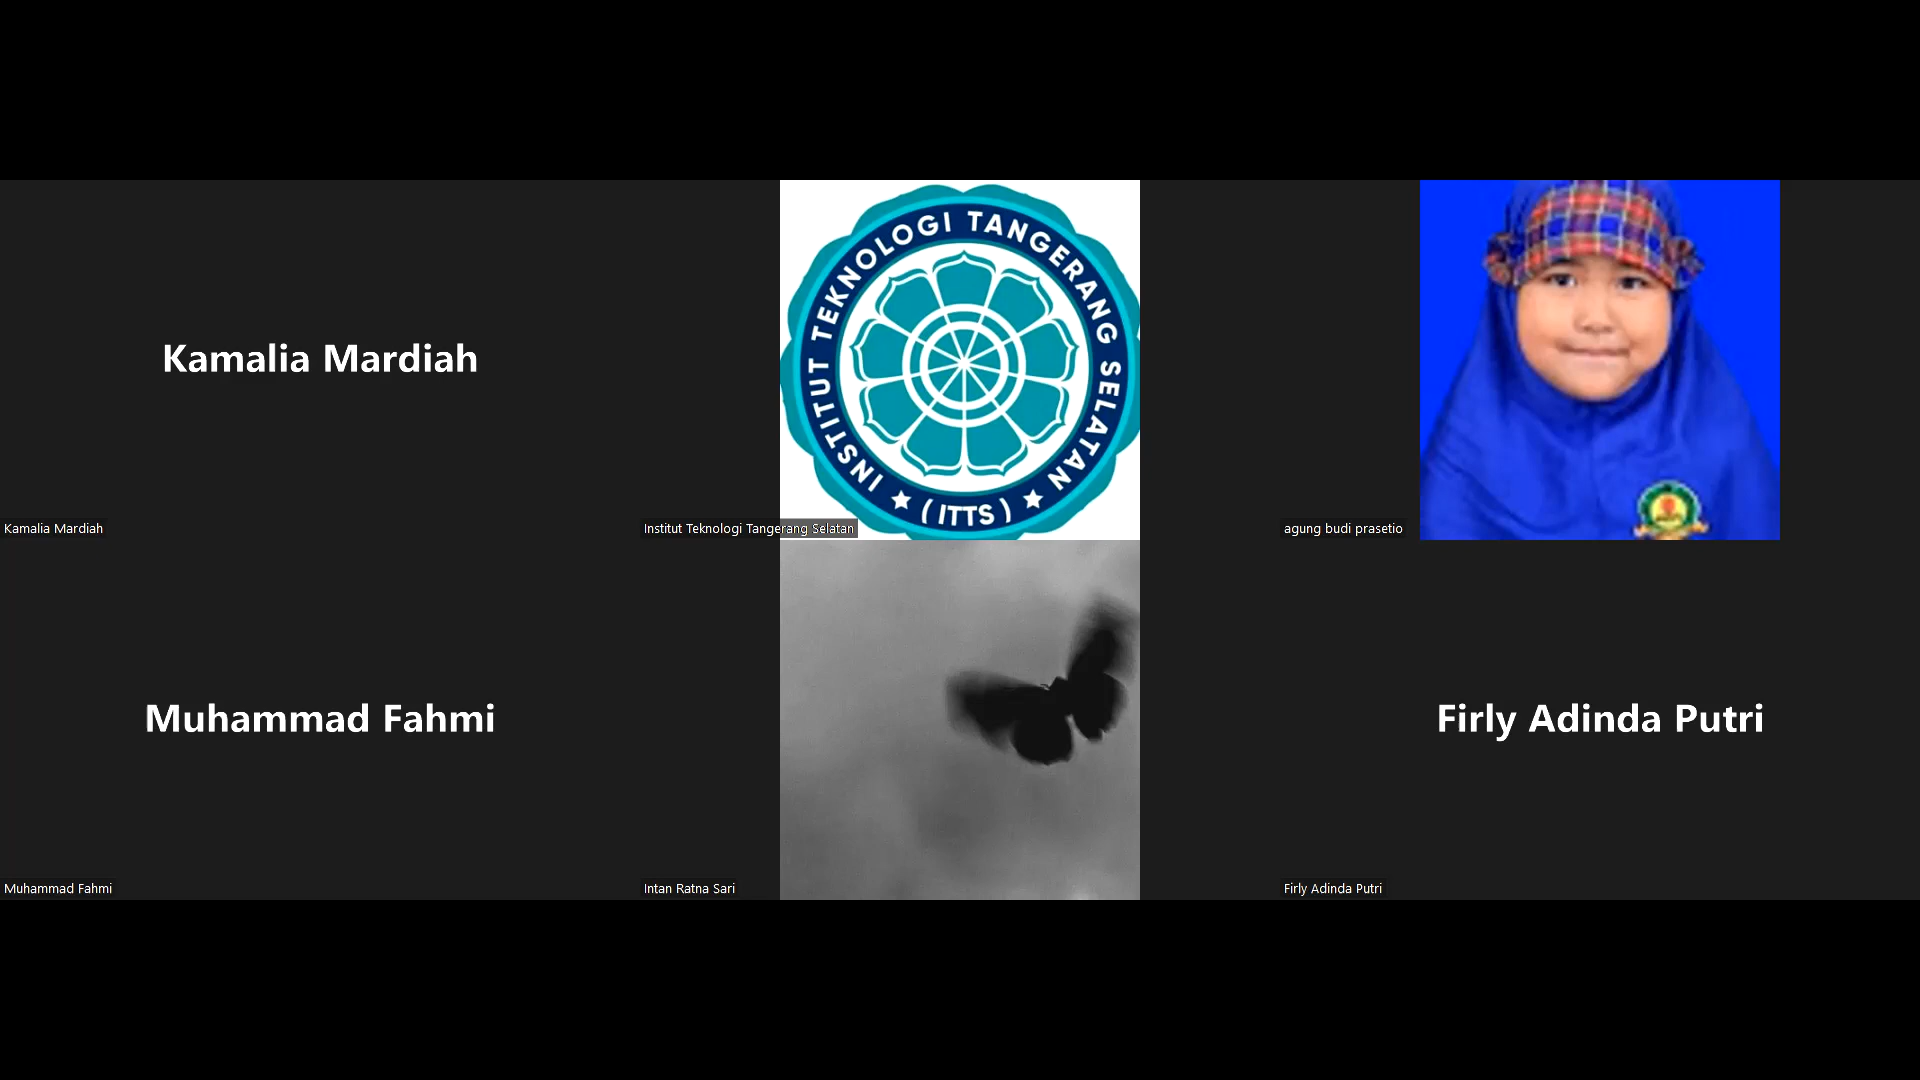 Kamalia Mardiah
Kamalia Mardiah
INSTITUT TEKNOLOGI TANGERANG SELATAN
( ITTS )
Institut Teknologi Tangerang Selatan
agung budi prasetio
Muhammad Fahmi
Muhammad Fahmi
Intan Ratna Sari
Firly Adinda Putri
Firly Adinda Putri